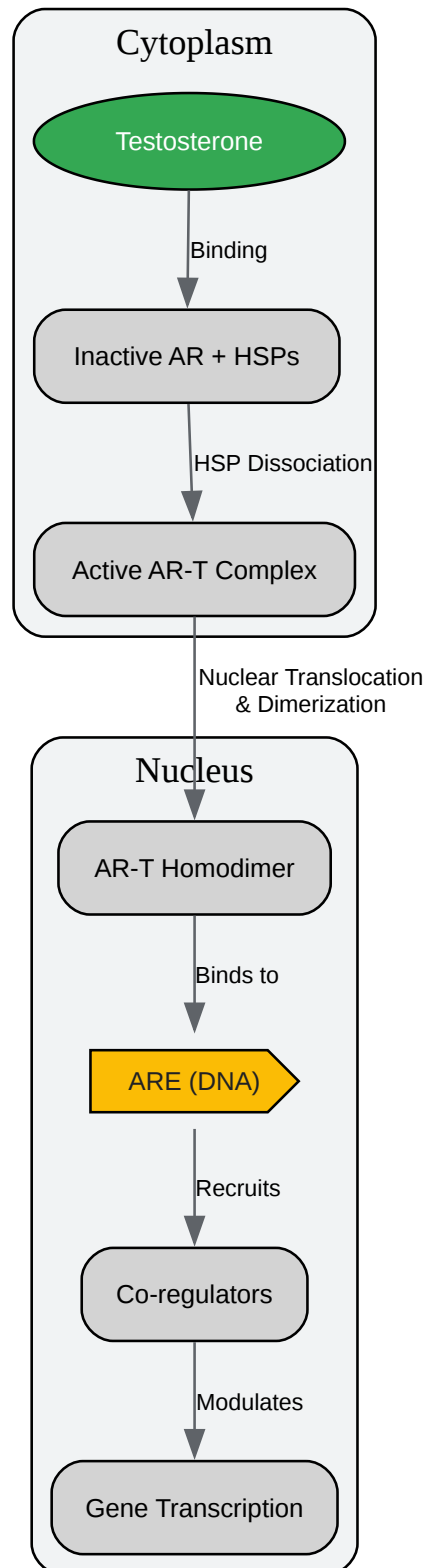 Cytoplasm
Testosterone
Binding
Inactive AR + HSPs
HSP Dissociation
Active AR-T Complex
Nuclear Translocation
& Dimerization
Nucleus
AR-T Homodimer
Binds to
ARE (DNA)
Recruits
Co-regulators
Modulates
Gene Transcription